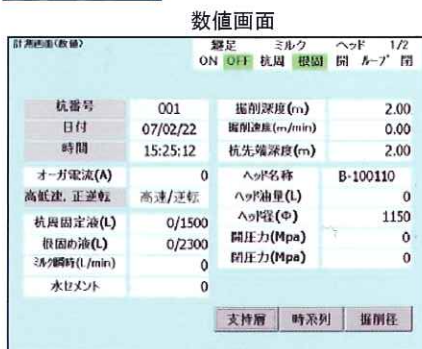 数値画面
計測画面(数値) 継足 ミルク ヘッド 1/2
ON OFF 杭周 根固 開 ループ 閉
杭番号 001
日付 07/02/22
時間 15:25:12
オーガ電流(A) 0
高低速, 正逆転 高速/逆転
杭周固定液(L) 0/1500
根固め液(L) 0/2300
ミルク瞬時(L/min) 0
水セメント 0
掘削深度(m) 2.00
掘削速度(m/min) 0.00
杭先端深度(m) 2.00
ヘッド名称 B-100110
ヘッド油量(L) 0
ヘッド径(Φ) 1150
開圧力(Mpa) 0
閉圧力(Mpa) 0
支持層 時系列 掘削径